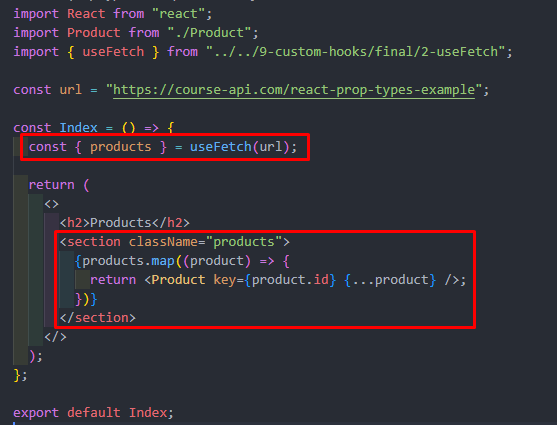 import React from "react";
import Product from "./Product";
import { useFetch } from "../../9-custom-hooks/final/2-useFetch";
const url = "https://course-api.com/react-prop-types-example";
const Index = () => {
const { products } = useFetch(url);
return (
<>
<h2>Products</h2>
<section className="products">
{products.map((product) => {
return <Product key={product.id} {...product} />;
})}
</section>
</>
);
};
export default Index;